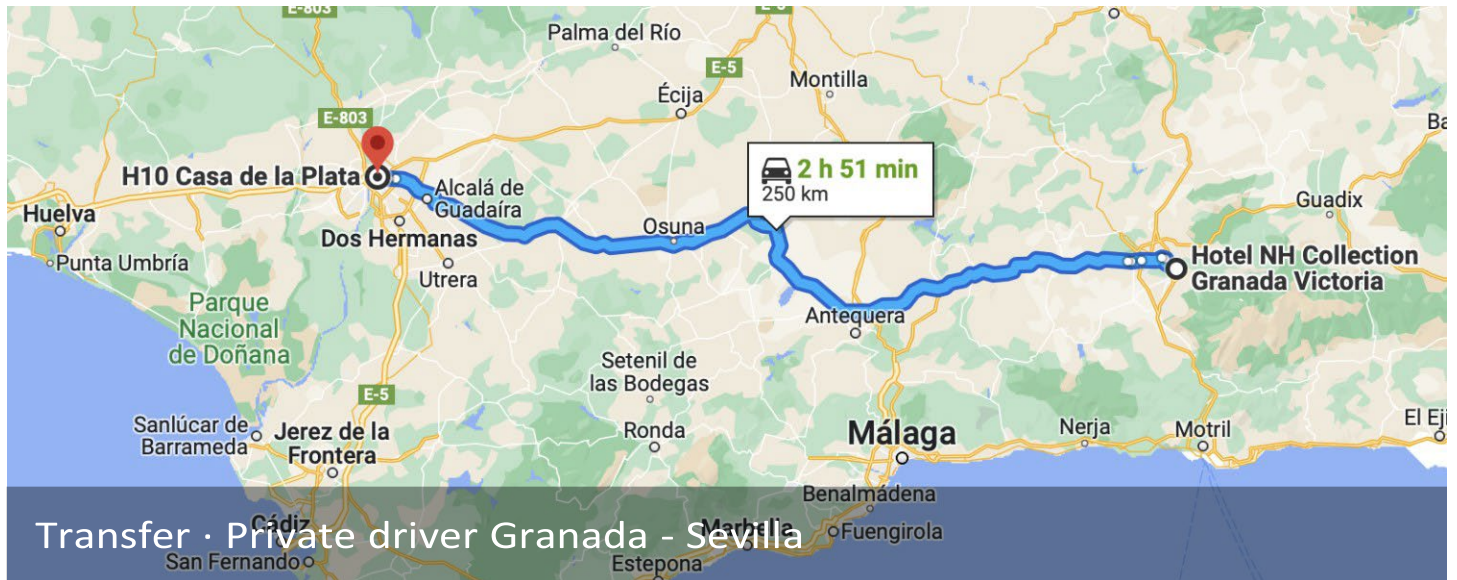 E-803
E-5
Palma del Río
E-5
Montilla
Écija
E-803
Ba
H10 Casa de la Plata
Alcalá de
Guadaíra
2 h 51 min
250 km
Guadix
Huelva
Osuna
Dos Hermanas
Punta Umbría
Utrera
Hotel NH Collection
Granada Victoria
Parque
Nacional
de Doñana
Antequera
Setenil de
las Bodegas
E-5
Sanlúcar de
Barrameda
Jerez de la
Frontera
Ronda
Málaga
Nerja
Motril
El Eji
Benalmádena
Cádiz
Marbella
Fuengirola
Transfer · Private driver Granada - Sevilla
San Fernando
Estepona